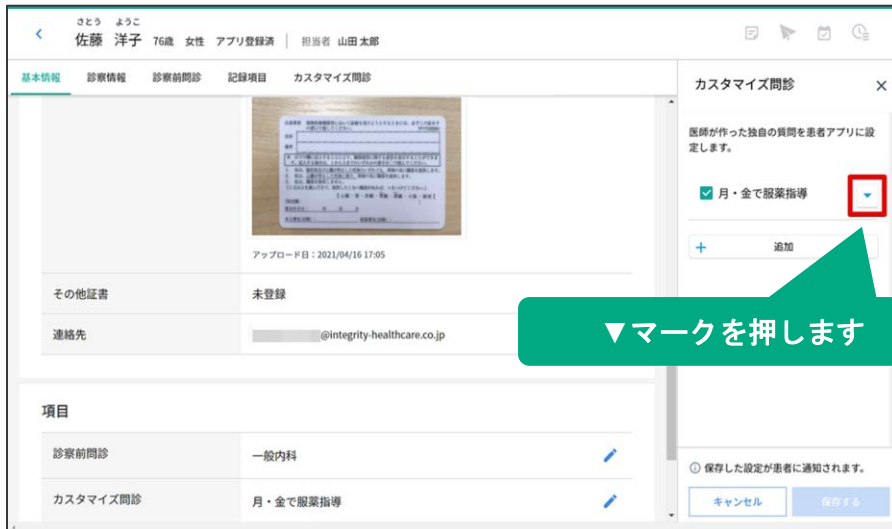 さとう ようこ
佐藤 洋子 76歳 女性 アプリ登録済 | 担当者 山田 太郎
基本情報 診察情報 診察前問診 記録項目 カスタマイズ問診
アップロード日：2021/04/16 17:05
その他証書 未登録
連絡先 @integrity-healthcare.co.jp
項目
診察前問診 一般内科
カスタマイズ問診 月・金で服薬指導
カスタマイズ問診 ×
医師が作った独自の質問を患者アプリに設
定します。
月・金で服薬指導
+ 追加
▼マークを押します
保存した設定が患者に通知されます。
キャンセル 保存する